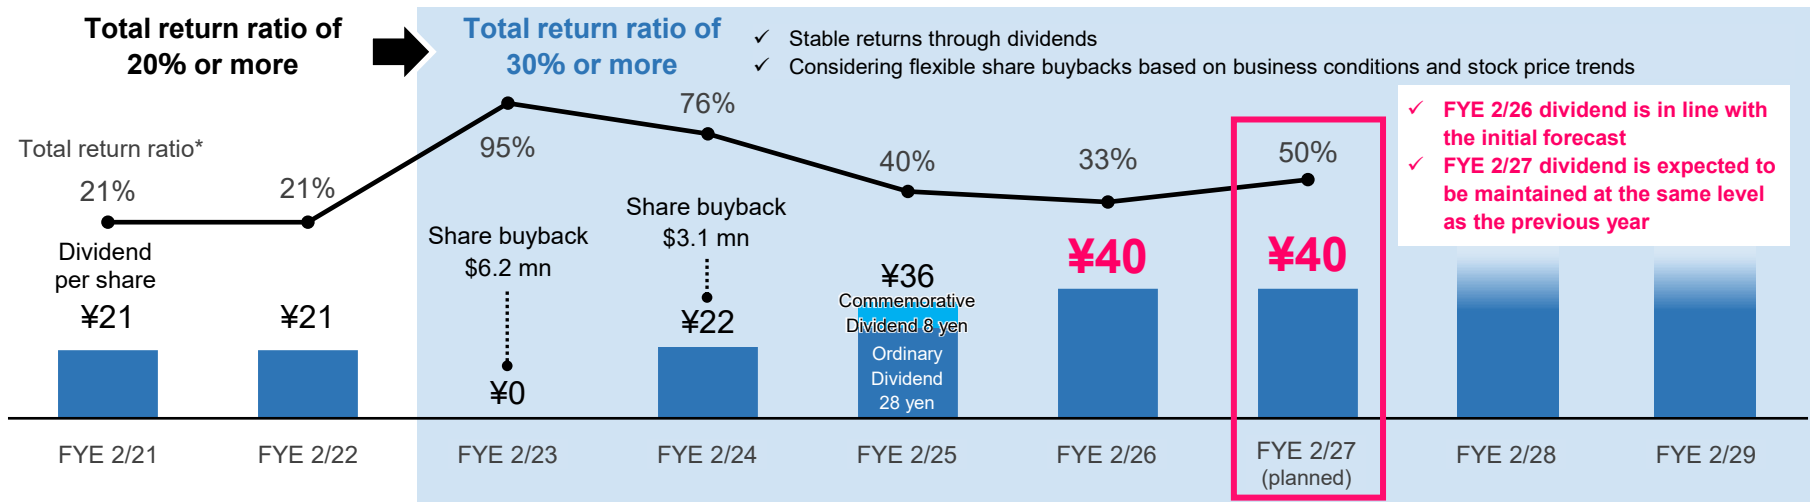 Total return ratio of
20% or more
Total return ratio of
30% or more
✓ Stable returns through dividends
✓ Considering flexible share buybacks based on business conditions and stock price trends
✓ FYE 2/26 dividend is in line with
the initial forecast
✓ FYE 2/27 dividend is expected to
be maintained at the same level
as the previous year
Total return ratio*
21%
21%
95%
76%
40%
33%
50%
Dividend
per share
¥21
¥21
Share buyback
$6.2 mn
¥0
Share buyback
$3.1 mn
¥22
¥36
Commemorative
Dividend 8 yen
Ordinary
Dividend
28 yen
¥40
¥40
FYE 2/21
FYE 2/22
FYE 2/23
FYE 2/24
FYE 2/25
FYE 2/26
FYE 2/27
(planned)
FYE 2/28
FYE 2/29